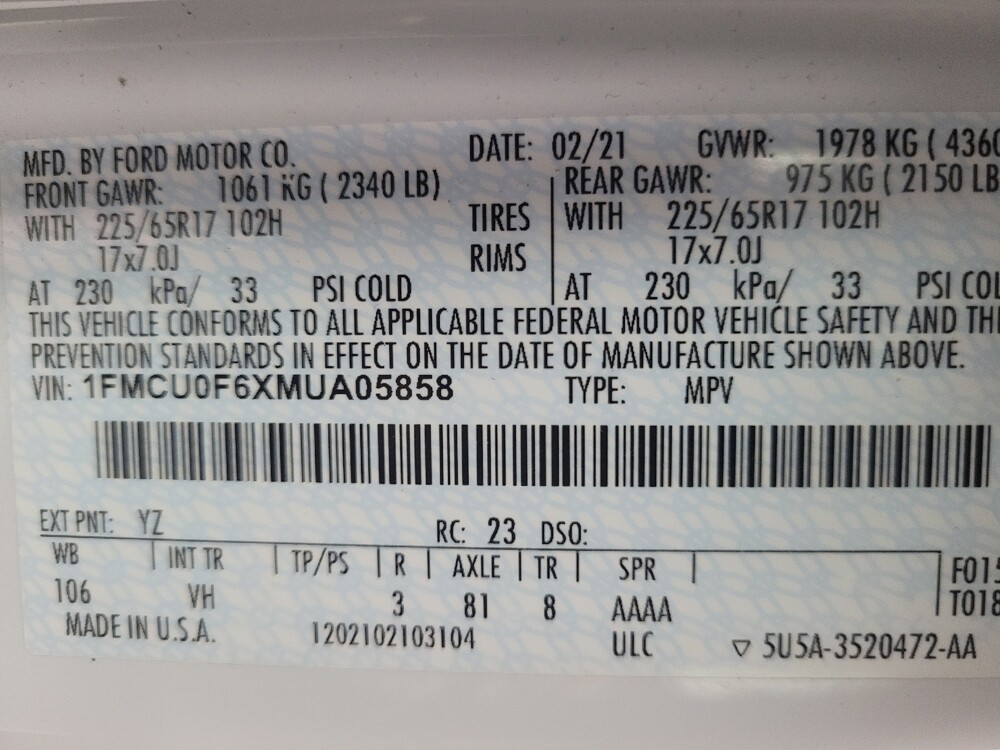 MFD. BY FORD MOTOR CO. DATE: 02/21 GVWR: 1978 KG ( 4360
FRONT GAWR: 1061 KG ( 2340 LB) REAR GAWR: 975 KG ( 2150 LB
WITH 225/65R17 102H TIRES WITH 225/65R17 102H
17x7.0J RIMS 17x7.0J
AT 230 kPa/ 33 PSI COLD AT 230 kPa/ 33 PSI COL
THIS VEHICLE CONFORMS TO ALL APPLICABLE FEDERAL MOTOR VEHICLE SAFETY AND THE
PREVENTION STANDARDS IN EFFECT ON THE DATE OF MANUFACTURE SHOWN ABOVE.
VIN: 1FMCU0F6XMUA05858 TYPE: MPV
EXT PNT: YZ RC: 23 DSO:
WB INT TR TP/PS R AXLE TR SPR F015
106 VH 3 81 8 AAAA T018
MADE IN U.S.A. 1202102103104 ULC ▽ 5U5A-3520472-AA